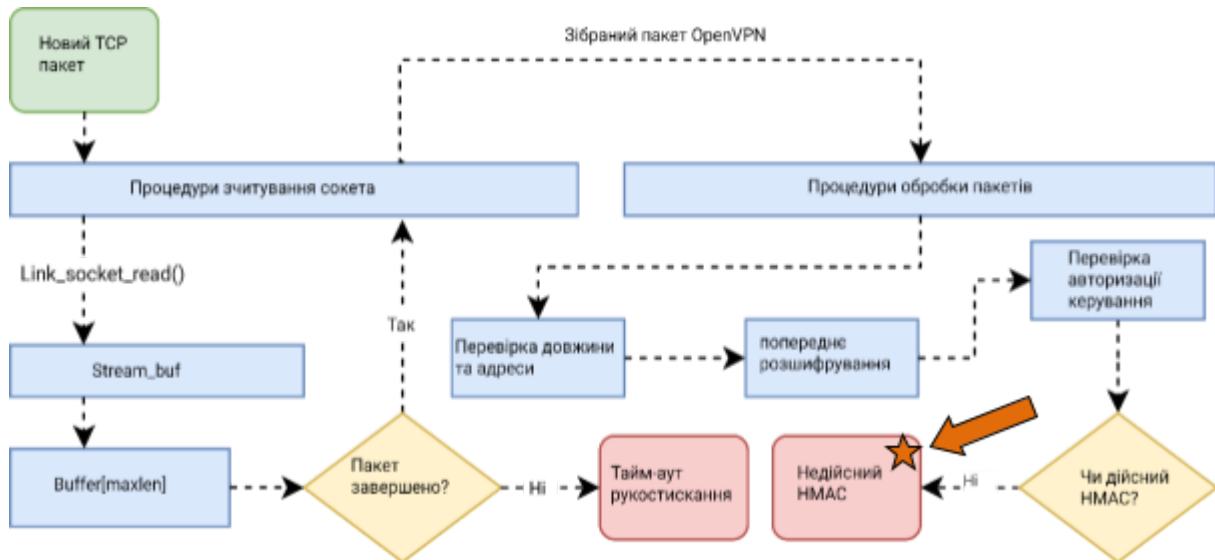 Новий TCP
пакет
Зібраний пакет OpenVPN
Процедури зчитування сокета
Процедури обробки пакетів
Link_socket_read()
Так
Перевірка
авторизації
керування
Stream_buf
Перевірка довжини
та адреси
попереднє
розшифрування
Buffer[maxlen]
Пакет
завершено?
Ні
Тайм-аут
рукостискання
Недійсний
HMAC
Ні
Чи дійсний
HMAC?